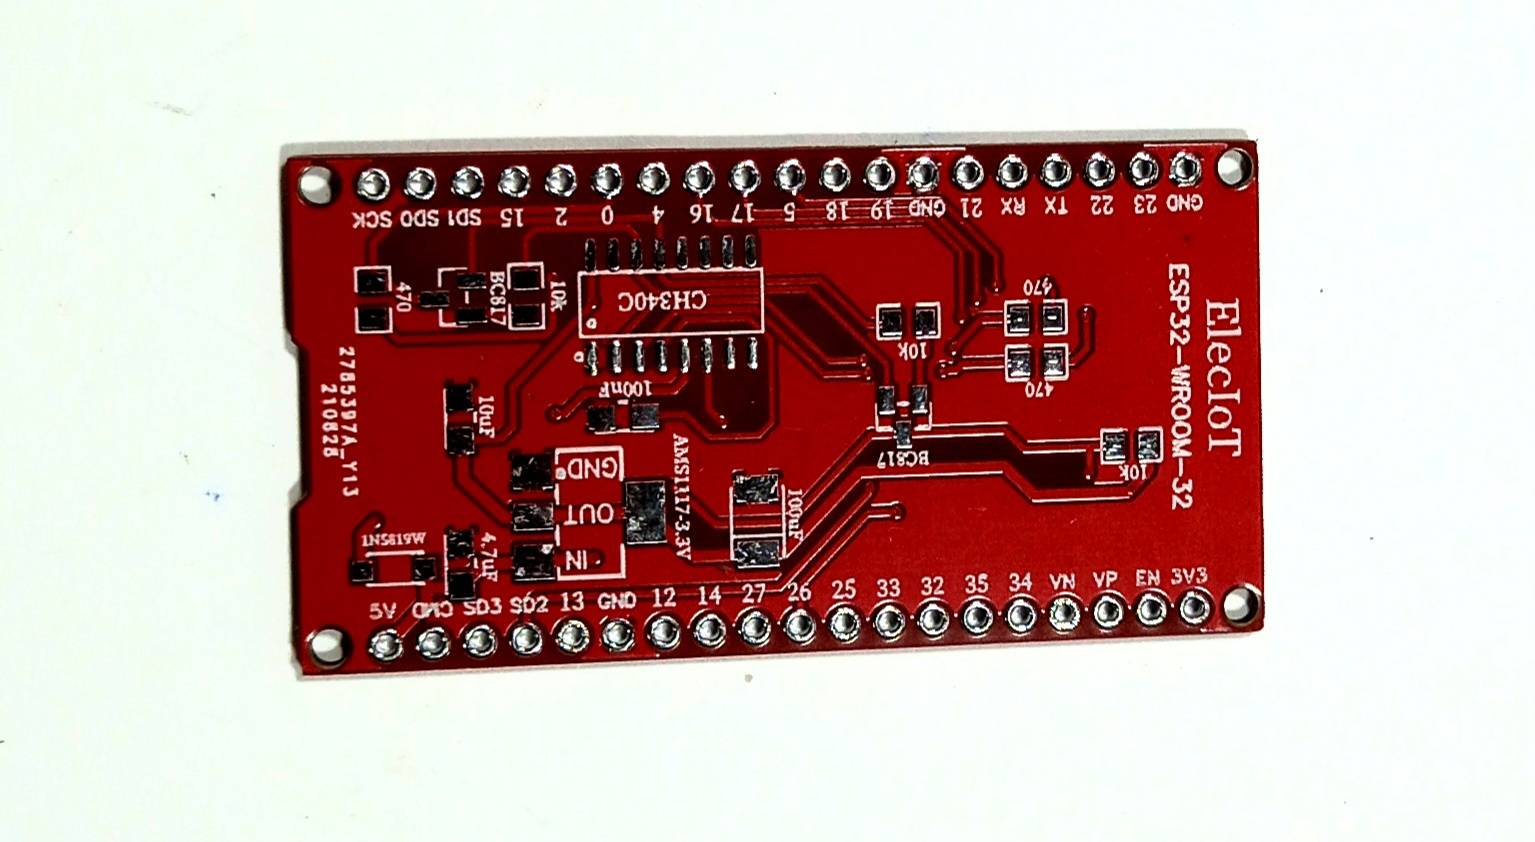 SCK SD0 SD1 15 2 0 4 16 17 5 18 19 GND 21 RX TX 22 23 GND
470
BC817
10k
CH340C
10k
470
470
ElecIoT
ESP32-WROOM-32
2785397A_Y13
210828
10uF
100nF
AMS1117-3.3V
GND
OUT
IN
100uF
BC817
10k
1N5819W
4.7uF
5V CMD SD3 SD2 13 GND 12 14 27 26 25 33 32 35 34 VN VP EN 3V3